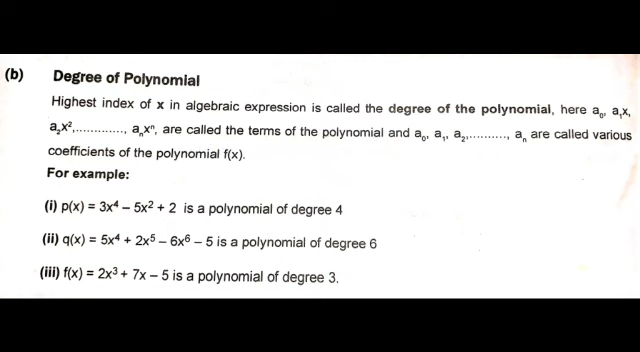 (b) Degree of Polynomial
Highest index of x in algebraic expression is called the degree of the polynomial, here a₀, a₁x,
a₂x²,.............., aₙxⁿ, are called the terms of the polynomial and a₀, a₁, a₂,..........., aₙ are called various
coefficients of the polynomial f(x).
For example:
(i) p(x) = 3x⁴ – 5x² + 2 is a polynomial of degree 4
(ii) q(x) = 5x⁴ + 2x⁵ – 6x⁶ – 5 is a polynomial of degree 6
(iii) f(x) = 2x³ + 7x – 5 is a polynomial of degree 3.